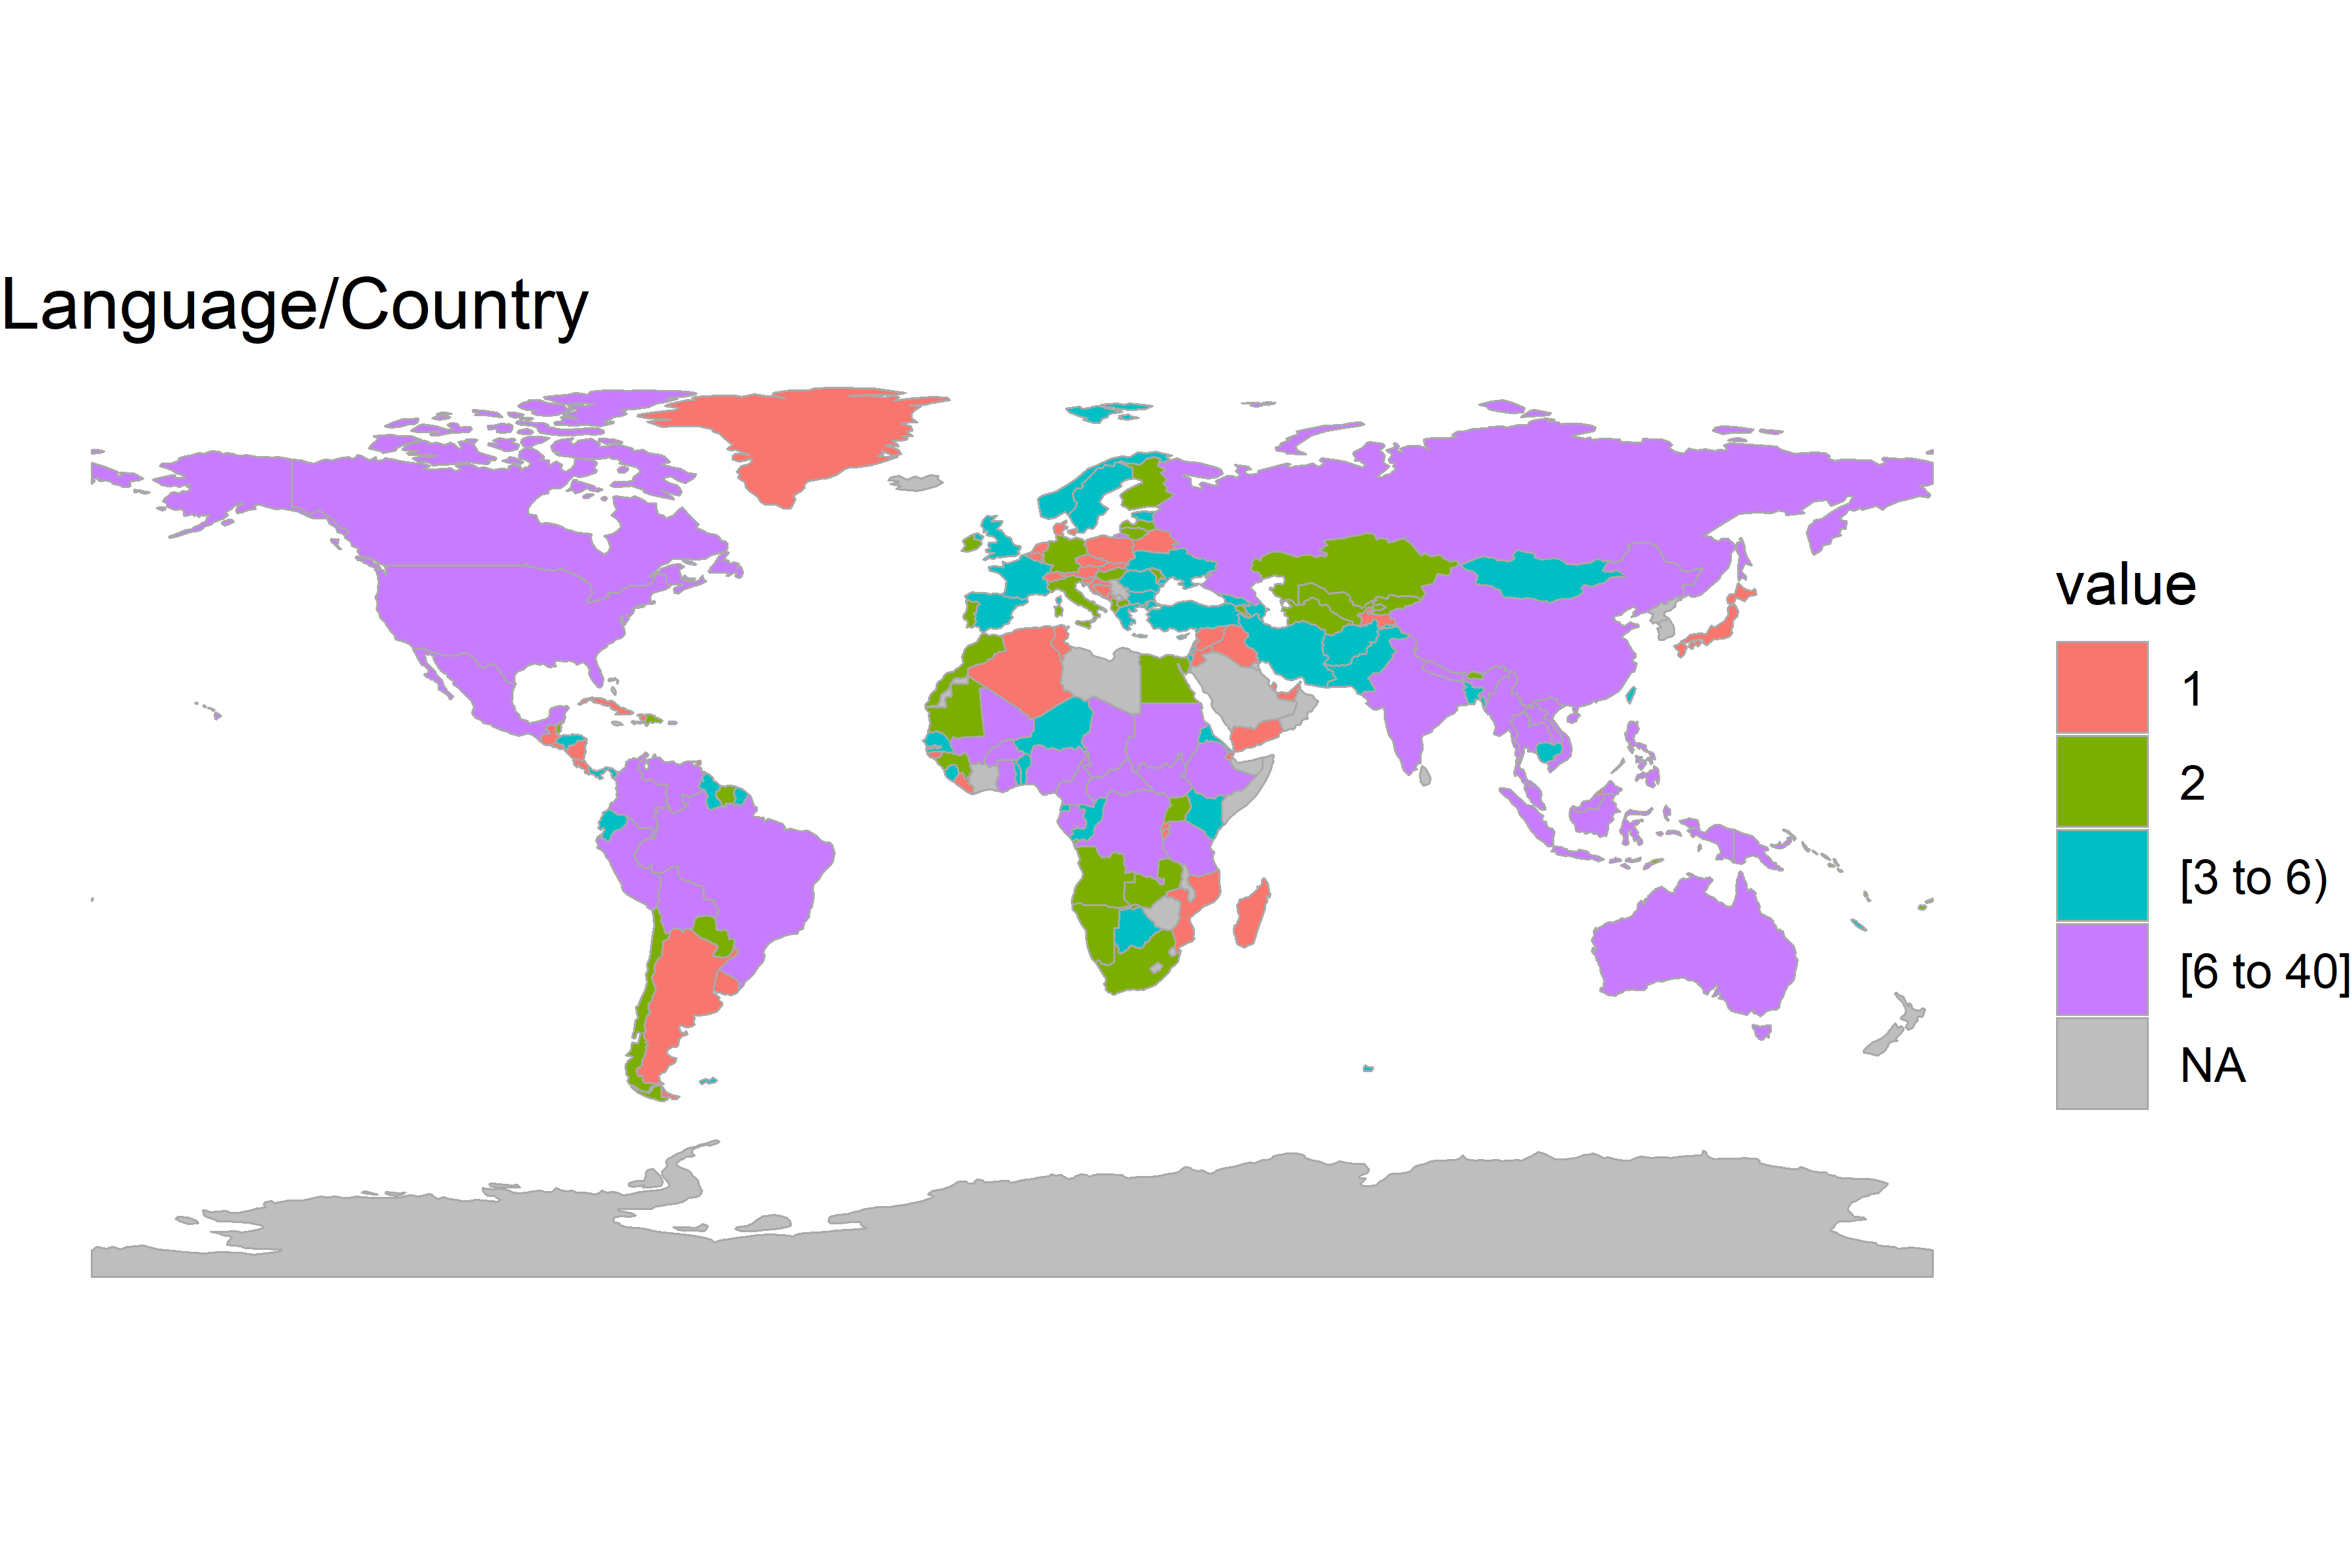 Language/Country
value
1
2
[3 to 6)
[6 to 40]
NA